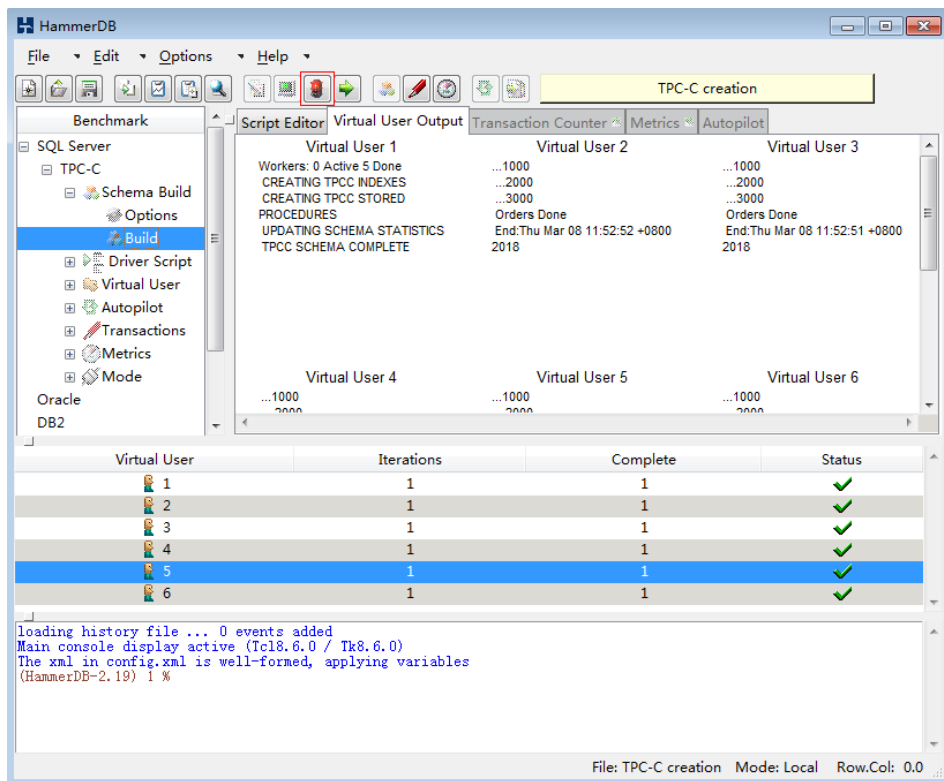 HammerDB
File Edit Options Help
TPC-C creation
Benchmark
SQL Server
TPC-C
Schema Build
Options
Build
Driver Script
Virtual User
Autopilot
Transactions
Metrics
Mode
Oracle
DB2
Script Editor Virtual User Output Transaction Counter Metrics Autopilot
Virtual User 1 Virtual User 2 Virtual User 3
Workers: 0 Active 5 Done ...1000 ...1000
CREATING TPCC INDEXES ...2000 ...2000
CREATING TPCC STORED ...3000 ...3000
PROCEDURES Orders Done Orders Done
UPDATING SCHEMA STATISTICS End:Thu Mar 08 11:52:52 +0800 End:Thu Mar 08 11:52:51 +0800
TPCC SCHEMA COMPLETE 2018 2018
Virtual User 4 Virtual User 5 Virtual User 6
...1000 ...1000 ...1000
...2000 ...2000 ...2000
Virtual User Iterations Complete Status
1 1 1
2 1 1
3 1 1
4 1 1
5 1 1
6 1 1
loading history file ... 0 events added
Main console display active (Tcl8.6.0 / Tk8.6.0)
The xml in config.xml is well-formed, applying variables
(HammerDB-2.19) 1 %
File: TPC-C creation Mode: Local Row.Col: 0.0